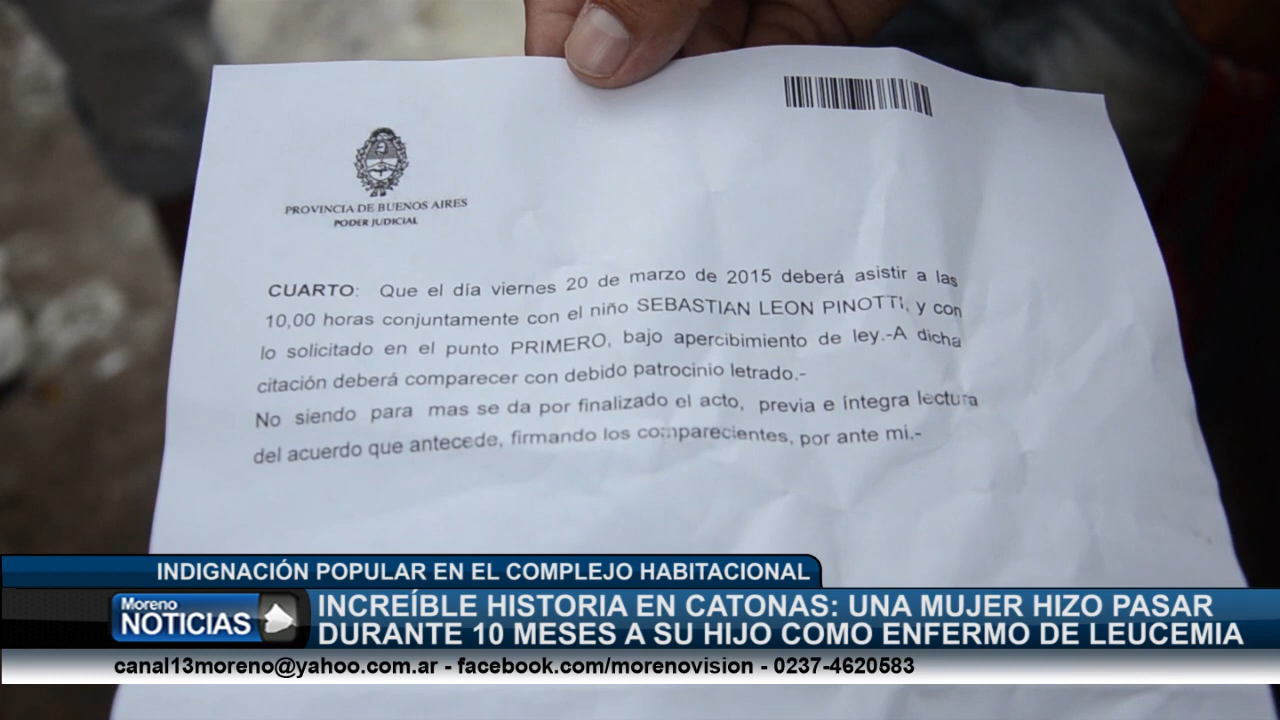 PROVINCIA DE BUENOS AIRES
PODER JUDICIAL
CUARTO: Que el día viernes 20 de marzo de 2015 deberá asistir a las
10,00 horas conjuntamente con el niño SEBASTIAN LEON PINOTTI, y con
lo solicitado en el punto PRIMERO, bajo apercibimiento de ley.-A dicha
citación deberá comparecer con debido patrocinio letrado.-
No siendo para mas se da por finalizado el acto, previa e íntegra lectura
del acuerdo que antecede, firmando los comparecientes, por ante mi.-
INDIGNACIÓN POPULAR EN EL COMPLEJO HABITACIONAL
Moreno
NOTICIAS
INCREÍBLE HISTORIA EN CATONAS: UNA MUJER HIZO PASAR
DURANTE 10 MESES A SU HIJO COMO ENFERMO DE LEUCEMIA
canal13moreno@yahoo.com.ar - facebook.com/morenovision - 0237-4620583